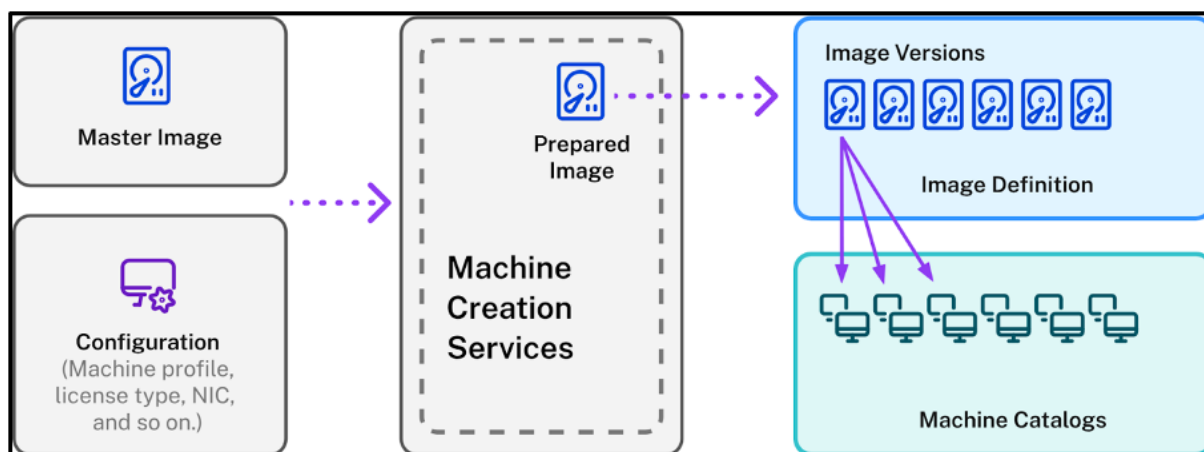 Master Image
Configuration
(Machine profile,
license type, NIC,
and so on.)
Prepared
Image
Machine
Creation
Services
Image Versions
Image Definition
Machine Catalogs